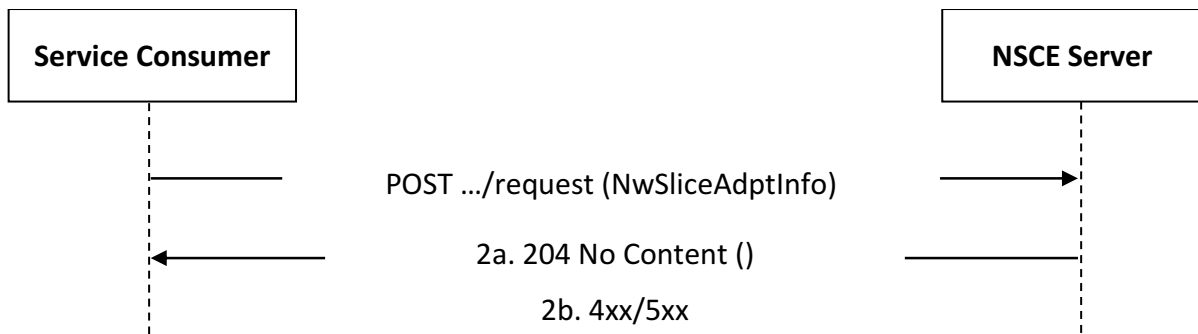 Service Consumer
NSCE Server
POST .../request (NwSliceAdptInfo)
2a. 204 No Content ()
2b. 4xx/5xx